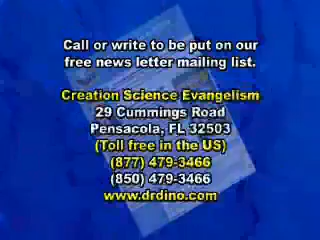 Call or write to be put on our
free news letter mailing list.
Creation Science Evangelism
29 Cummings Road
Pensacola, FL 32503
(Toll free in the US)
(877) 479-3466
(850) 479-3466
www.drdino.com